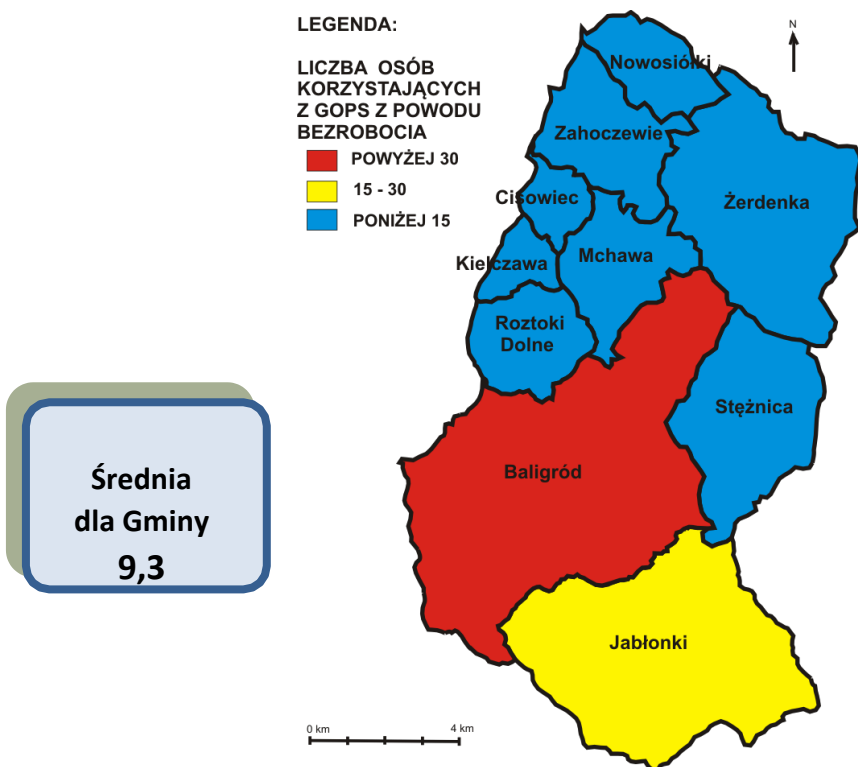 LEGENDA:
LICZBA OSÓB
KORZYSTAJĄCYCH
Z GOPS Z POWODU
BEZROBOCIA
POWYŻEJ 30
15 - 30
PONIŻEJ 15
N
Nowosiółki
Zahoczewie
Cisowiec
Żerdenka
Kielczawa
Mchawa
Roztoki
Dolne
Stężnica
Baligród
Jabłonki
Średnia
dla Gminy
9,3
0 km
4 km